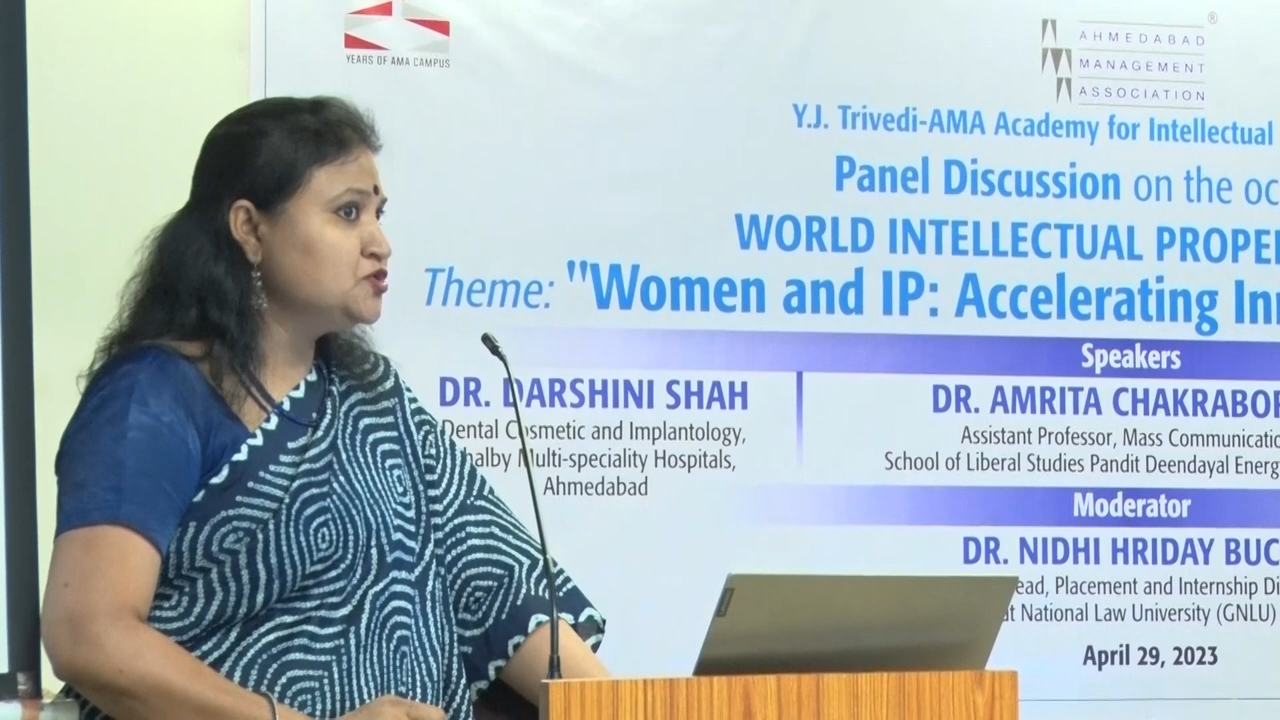 YEARS OF AMA CAMPUS
AHMEDABAD
MANAGEMENT
ASSOCIATION
®
Y.J. Trivedi-AMA Academy for Intellectual
Panel Discussion on the oc
WORLD INTELLECTUAL PROPE
Theme: "Women and IP: Accelerating In
Speakers
DR. DARSHINI SHAH
Dental Cosmetic and Implantology,
halby Multi-speciality Hospitals,
Ahmedabad
DR. AMRITA CHAKRABO
Assistant Professor, Mass Communicatio
School of Liberal Studies Pandit Deendayal Energ
Moderator
DR. NIDHI HRIDAY BUC
ead, Placement and Internship Di
at National Law University (GNLU)
April 29, 2023